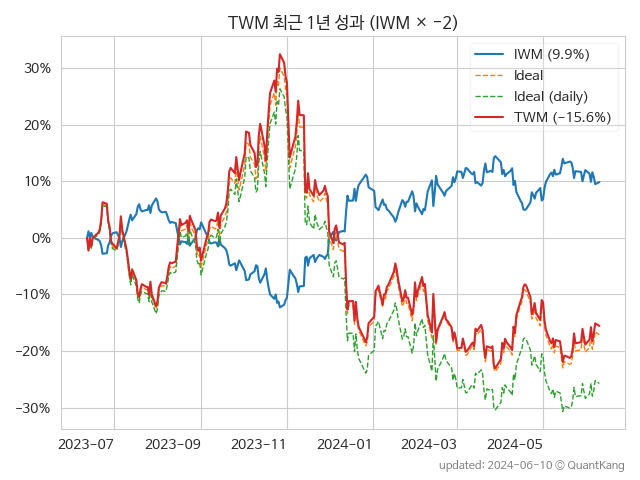 TWM 최근 1년 성과 (IWM × −2)
IWM (9.9%)
Ideal
Ideal (daily)
TWM (−15.6%)
30%
20%
10%
0%
−10%
−20%
−30%
2023−07
2023−09
2023−11
2024−01
2024−03
2024−05
updated: 2024−06−10 © QuantKang